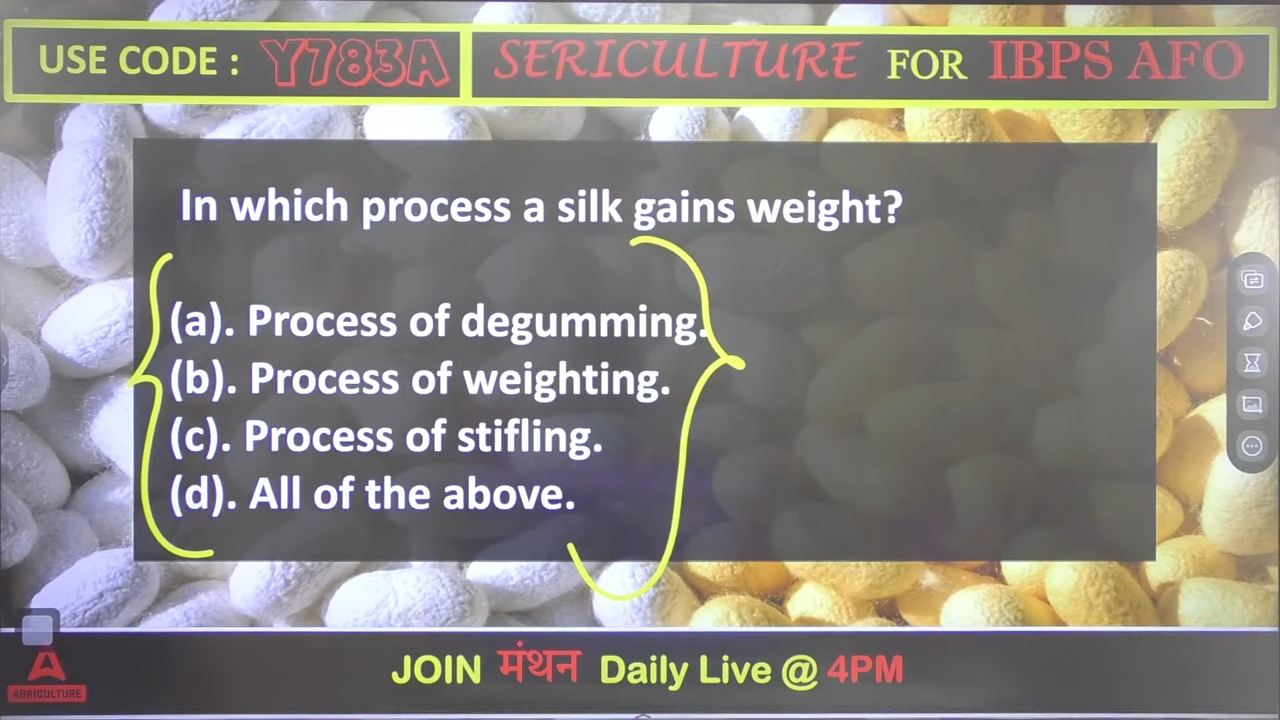 USE CODE : Y783A
SERICULTURE FOR IBPS AFO
In which process a silk gains weight?
(a). Process of degumming.
(b). Process of weighting.
(c). Process of stifling.
(d). All of the above.
JOIN मंथन Daily Live @ 4PM
A
AGRICULTURE